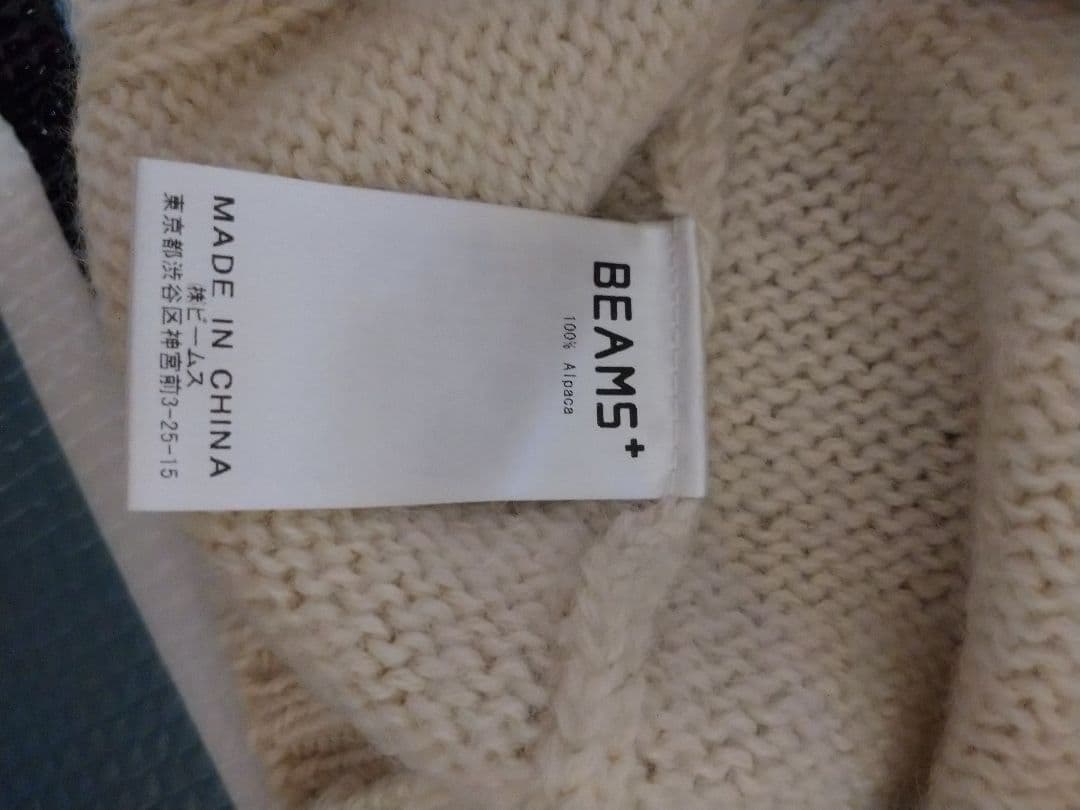 BEAMS+
100% Alpaca
MADE IN CHINA
㈱ビームス
東京都渋谷区神宮前3-25-15